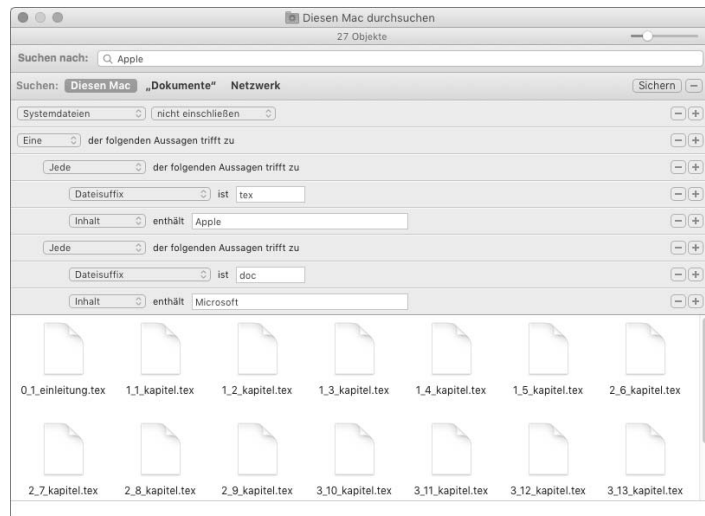 Diesen Mac durchsuchen
27 Objekte
Suchen nach: Apple
Suchen: Diesen Mac „Dokumente“ Netzwerk Sichern
Systemdateien nicht einschließen
Eine der folgenden Aussagen trifft zu
Jede der folgenden Aussagen trifft zu
Dateisuffix ist tex
Inhalt enthält Apple
Jede der folgenden Aussagen trifft zu
Dateisuffix ist doc
Inhalt enthält Microsoft
0_1_einleitung.tex 1_1_kapitel.tex 1_2_kapitel.tex 1_3_kapitel.tex 1_4_kapitel.tex 1_5_kapitel.tex 2_6_kapitel.tex
2_7_kapitel.tex 2_8_kapitel.tex 2_9_kapitel.tex 3_10_kapitel.tex 3_11_kapitel.tex 3_12_kapitel.tex 3_13_kapitel.tex